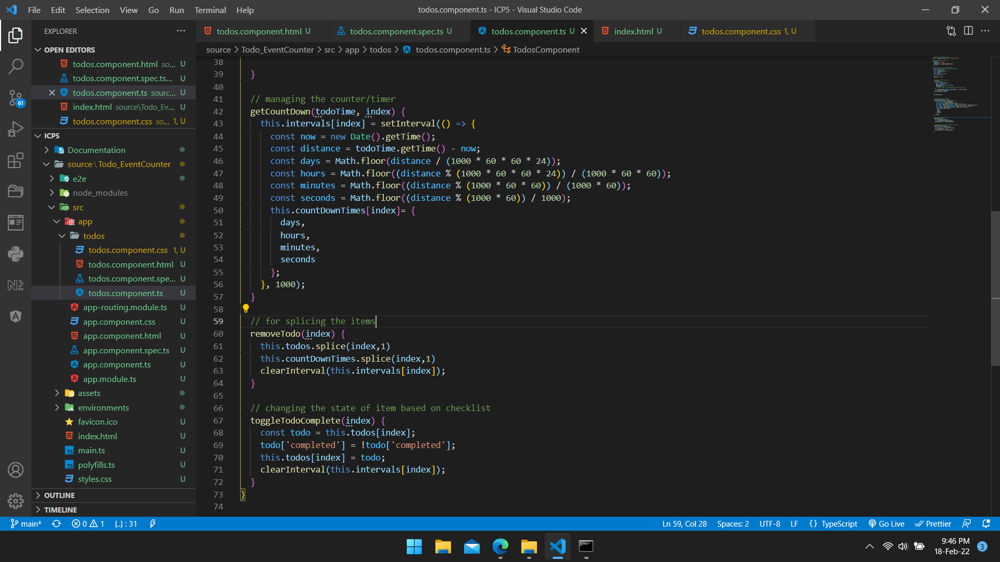 File Edit Selection View Go Run Terminal Help
todos.component.ts - ICP5 - Visual Studio Code
EXPLORER
todos.component.html U
todos.component.spec.ts U
todos.component.ts U
index.html U
todos.component.css 1, U
source > Todo_EventCounter > src > app > todos > todos.component.ts > TodosComponent
OPEN EDITORS
todos.component.html so... U
todos.component.spec.ts... U
todos.component.ts sourc... U
index.html source\Todo_Ev... U
todos.component.css so... 1, U
61
ICP5
Documentation
source\Todo_EventCounter
e2e
node_modules
src
app
todos
todos.component.css 1, U
todos.component.html U
todos.component.spe... U
todos.component.ts U
app-routing.module.ts U
app.component.css U
app.component.html U
app.component.spec.ts U
app.component.ts U
app.module.ts U
assets
environments
favicon.ico U
index.html U
main.ts U
polyfills.ts U
styles.css U
OUTLINE
TIMELINE
38
39 }
40
41 // managing the counter/timer
42 getCountDown(todoTime, index) {
43 this.intervals[index] = setInterval(() => {
44 const now = new Date().getTime();
45 const distance = todoTime.getTime() - now;
46 const days = Math.floor(distance / (1000 * 60 * 60 * 24));
47 const hours = Math.floor((distance % (1000 * 60 * 60 * 24)) / (1000 * 60 * 60));
48 const minutes = Math.floor((distance % (1000 * 60 * 60)) / (1000 * 60));
49 const seconds = Math.floor((distance % (1000 * 60)) / 1000);
50 this.countDownTimes[index]= {
51 days,
52 hours,
53 minutes,
54 seconds
55 };
56 }, 1000);
57 }
58
59 // for splicing the items
60 removeTodo(index) {
61 this.todos.splice(index,1)
62 this.countDownTimes.splice(index,1)
63 clearInterval(this.intervals[index]);
64 }
65
66 // changing the state of item based on checklist
67 toggleTodoComplete(index) {
68 const todo = this.todos[index];
69 todo['completed'] = !todo['completed'];
70 this.todos[index] = todo;
71 clearInterval(this.intervals[index]);
72 }
73 }
74
main* 0 1 {..} : 31
Ln 59, Col 28 Spaces: 2 UTF-8 LF {} TypeScript Go Live Prettier
9:46 PM
18-Feb-22
3